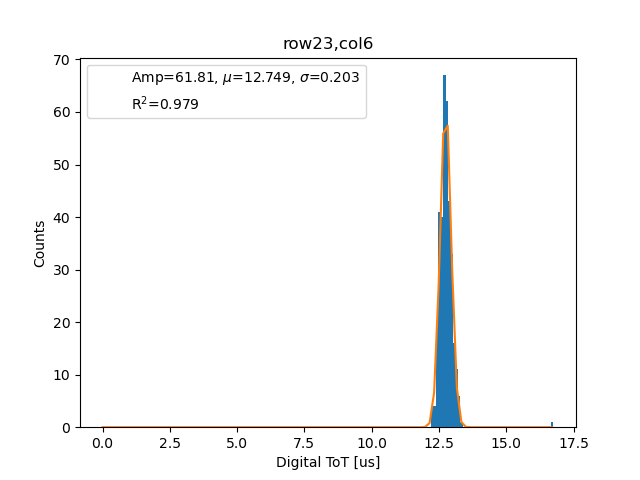 row23,col6
Amp=61.81, μ=12.749, σ=0.203
R²=0.979
70
60
50
40
30
20
10
0
Counts
0.0 2.5 5.0 7.5 10.0 12.5 15.0 17.5
Digital ToT [us]